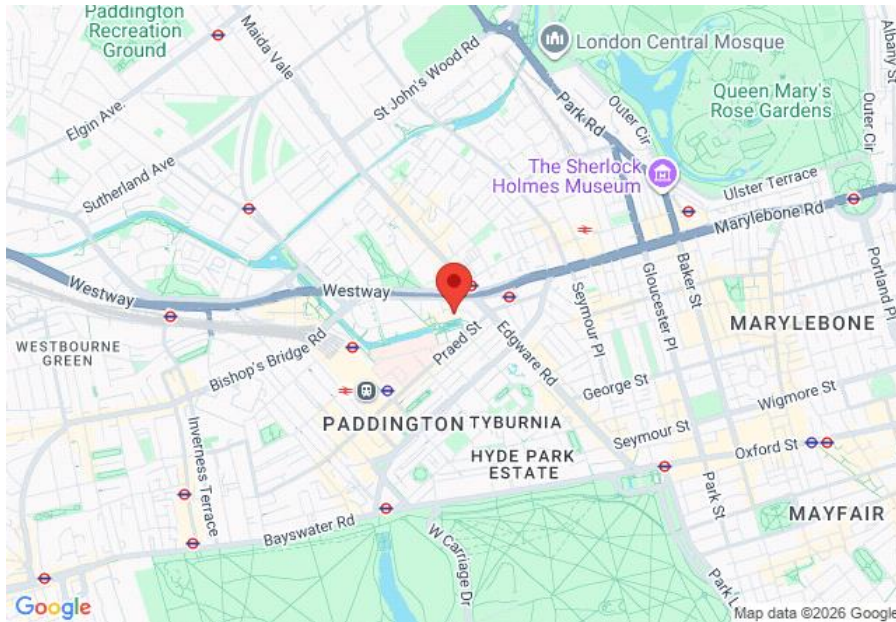 Paddington
Recreation
Ground
Maida Vale
St John's Wood Rd
London Central Mosque
Albany St
Elgin Ave.
Park Rd
Outer Cir
Queen Mary's
Rose Gardens
Outer Cir
Sutherland Ave
The Sherlock
Holmes Museum
Ulster Terrace
Marylebone Rd
Westway
Westway
Seymour Pl
Gloucester Pl
Baker St
Portland Pl
MARYLEBONE
WESTBOURNE
GREEN
Bishop's Bridge Rd
Praed St
Edgware Rd
George St
Wigmore St
PADDINGTON
TYBURNIA
Seymour St
Oxford St
Inverness Terrace
HYDE PARK
ESTATE
Park St
MAYFAIR
Bayswater Rd
W Carriage Dr
Park L
Google
Map data ©2026 Google